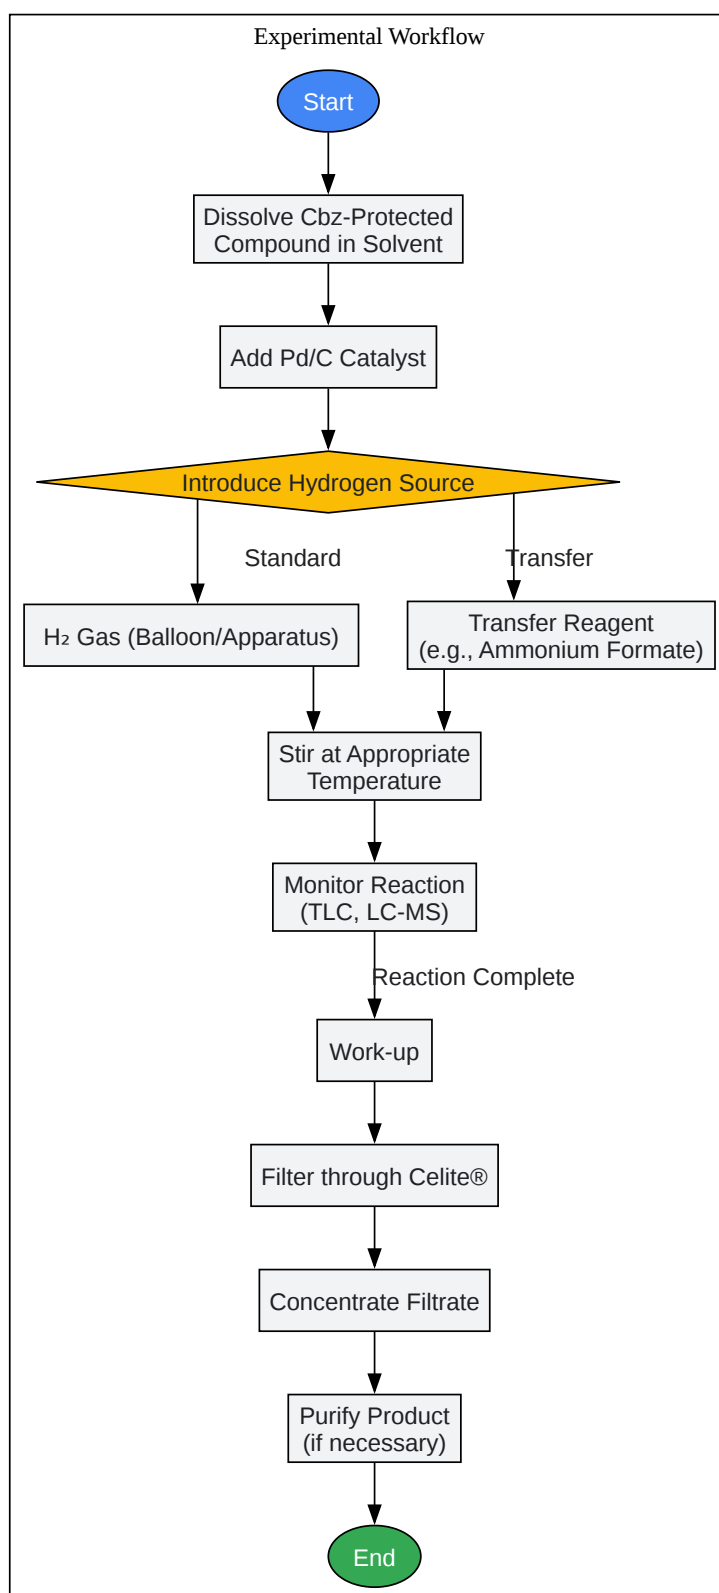 Experimental Workflow
Start
Dissolve Cbz-Protected
Compound in Solvent
Add Pd/C Catalyst
Introduce Hydrogen Source
Standard
Transfer
H₂ Gas (Balloon/Apparatus)
Transfer Reagent
(e.g., Ammonium Formate)
Stir at Appropriate
Temperature
Monitor Reaction
(TLC, LC-MS)
Reaction Complete
Work-up
Filter through Celite®
Concentrate Filtrate
Purify Product
(if necessary)
End